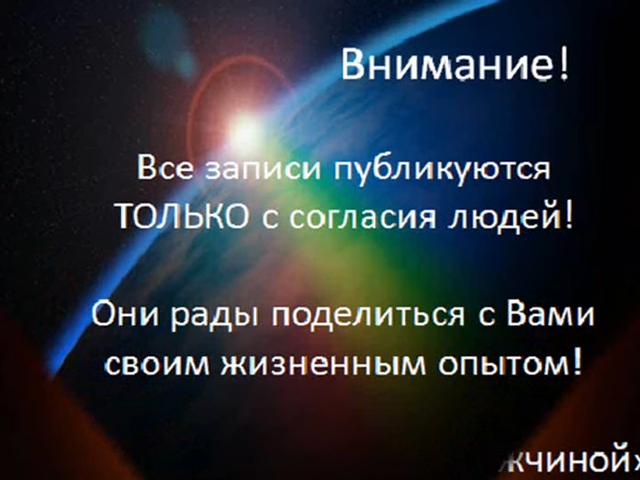 Внимание!
Все записи публикуются
ТОЛЬКО с согласия людей!
Они рады поделиться с Вами
своим жизненным опытом!